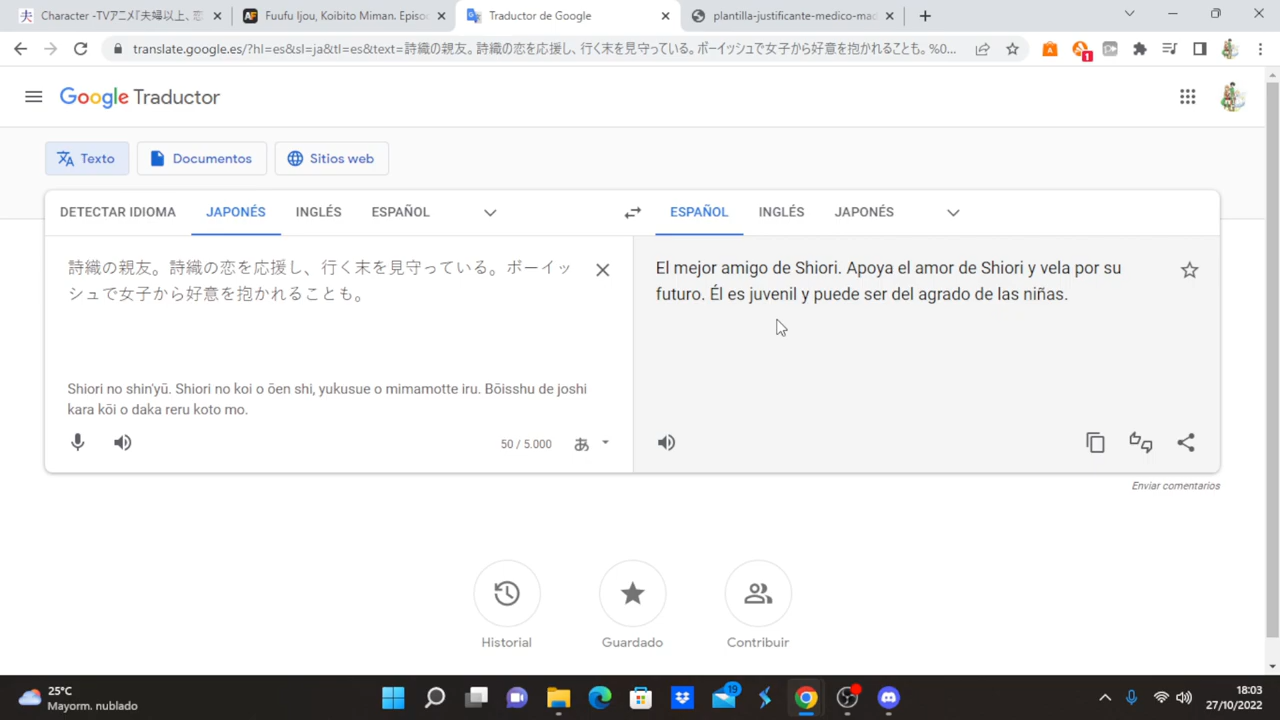 Character -TVアニメ『夫婦以上、恋
Fuufu Ijou, Koibito Miman. Episod
Traductor de Google
plantilla-justificante-medico-mad
translate.google.es/?hl=es&sl=ja&tl=es&text=詩織の親友。詩織の恋を応援し、行く末を見守っている。ボーイッシュで女子から好意を抱かれることも。%0...
1
Google Traductor
Texto
Documentos
Sitios web
DETECTAR IDIOMA
JAPONÉS
INGLÉS
ESPAÑOL
ESPAÑOL
INGLÉS
JAPONÉS
詩織の親友。詩織の恋を応援し、行く末を見守っている。ボーイッ
シュで女子から好意を抱かれることも。
El mejor amigo de Shiori. Apoya el amor de Shiori y vela por su
futuro. Él es juvenil y puede ser del agrado de las niñas.
Shiori no shin'yū. Shiori no koi o ōen shi, yukusue o mimamotte iru. Bōisshu de joshi
kara kōi o daka reru koto mo.
50 / 5.000
あ
Enviar comentarios
Historial
Guardado
Contribuir
25°C
Mayorm. nublado
19
18:03
27/10/2022